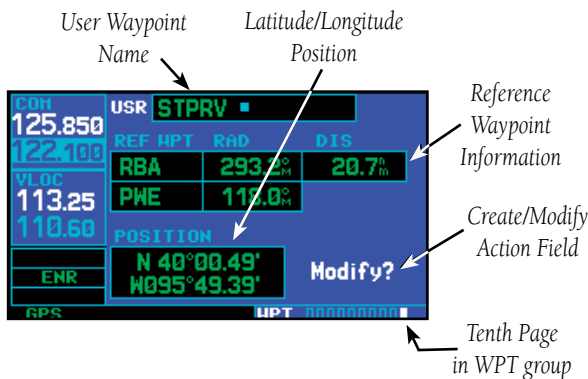 User Waypoint
Name
Latitude/Longitude
Position
COM
125.850
122.100
VLOC
113.25
110.60
ENR
GPS
USR STPRV
REF WPT RAD DIS
RBA 293.2°M 20.7nm
PWE 118.0°M
POSITION
N 40°00.49'
W095°49.39'
Modify?
WPT
Reference
Waypoint
Information
Create/Modify
Action Field
Tenth Page
in WPT group